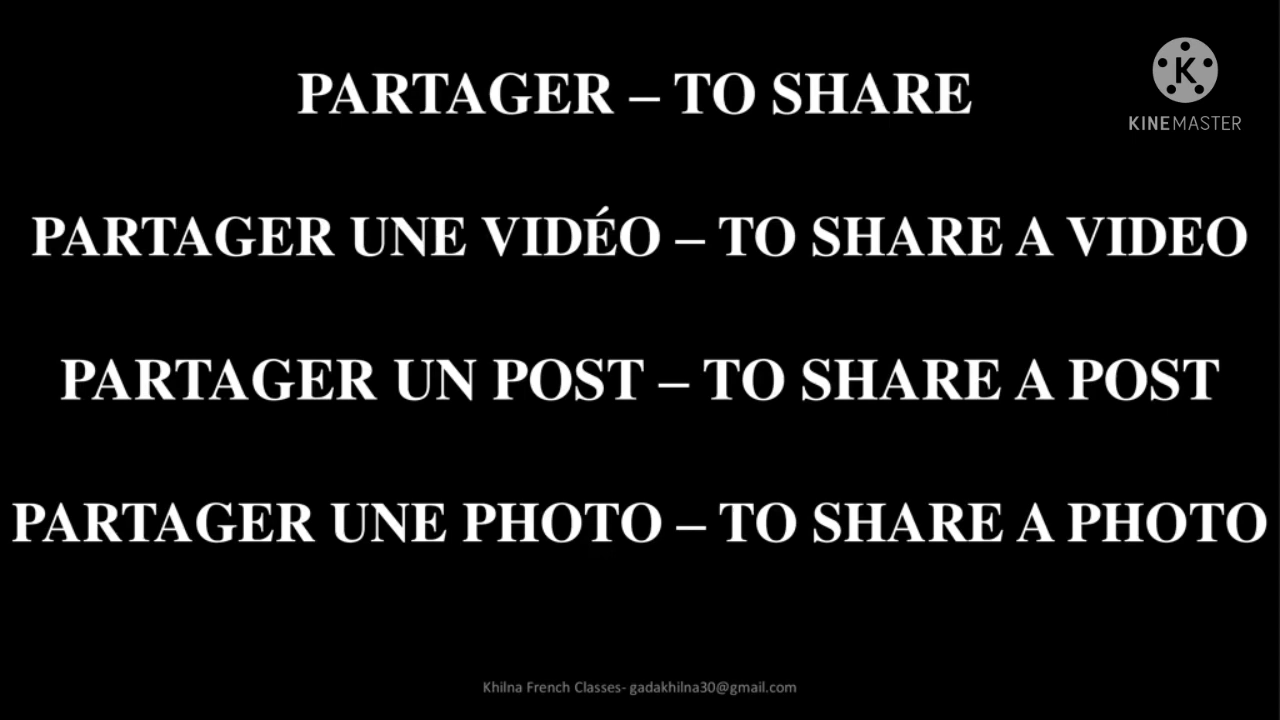 PARTAGER – TO SHARE
K
KINEMASTER
PARTAGER UNE VIDÉO – TO SHARE A VIDEO
PARTAGER UN POST – TO SHARE A POST
PARTAGER UNE PHOTO – TO SHARE A PHOTO
Khilna French Classes- gadakhilna30@gmail.com